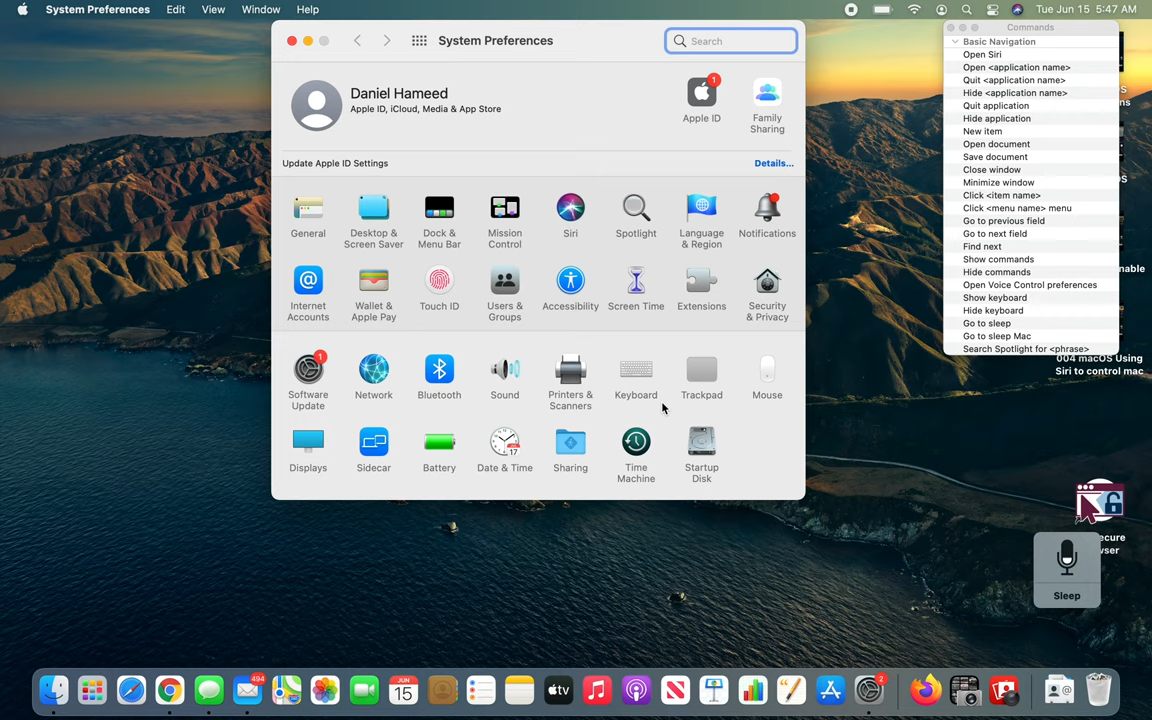 System Preferences Edit View Window Help
Tue Jun 15 5:47 AM
System Preferences
Search
Daniel Hameed
Apple ID, iCloud, Media & App Store
1
Apple ID
Family
Sharing
Update Apple ID Settings
Details...
General
Desktop &
Screen Saver
Dock &
Menu Bar
Mission
Control
Siri
Spotlight
Language
& Region
Notifications
Internet
Accounts
Wallet &
Apple Pay
Touch ID
Users &
Groups
Accessibility
Screen Time
Extensions
Security
& Privacy
1
Software
Update
Network
Bluetooth
Sound
Printers &
Scanners
Keyboard
Trackpad
Mouse
Displays
Sidecar
Battery
17
Date & Time
Sharing
Time
Machine
Startup
Disk
Commands
Basic Navigation
Open Siri
Open <application name>
Quit <application name>
Hide <application name>
Quit application
Hide application
New item
Open document
Save document
Close window
Minimize window
Click <item name>
Click <menu name> menu
Go to previous field
Go to next field
Find next
Show commands
Hide commands
Open Voice Control preferences
Show keyboard
Hide keyboard
Go to sleep
Go to sleep Mac
Search Spotlight for <phrase>
004 macOS Using
Siri to control mac
Sleep
494
JUN
15
tv
2